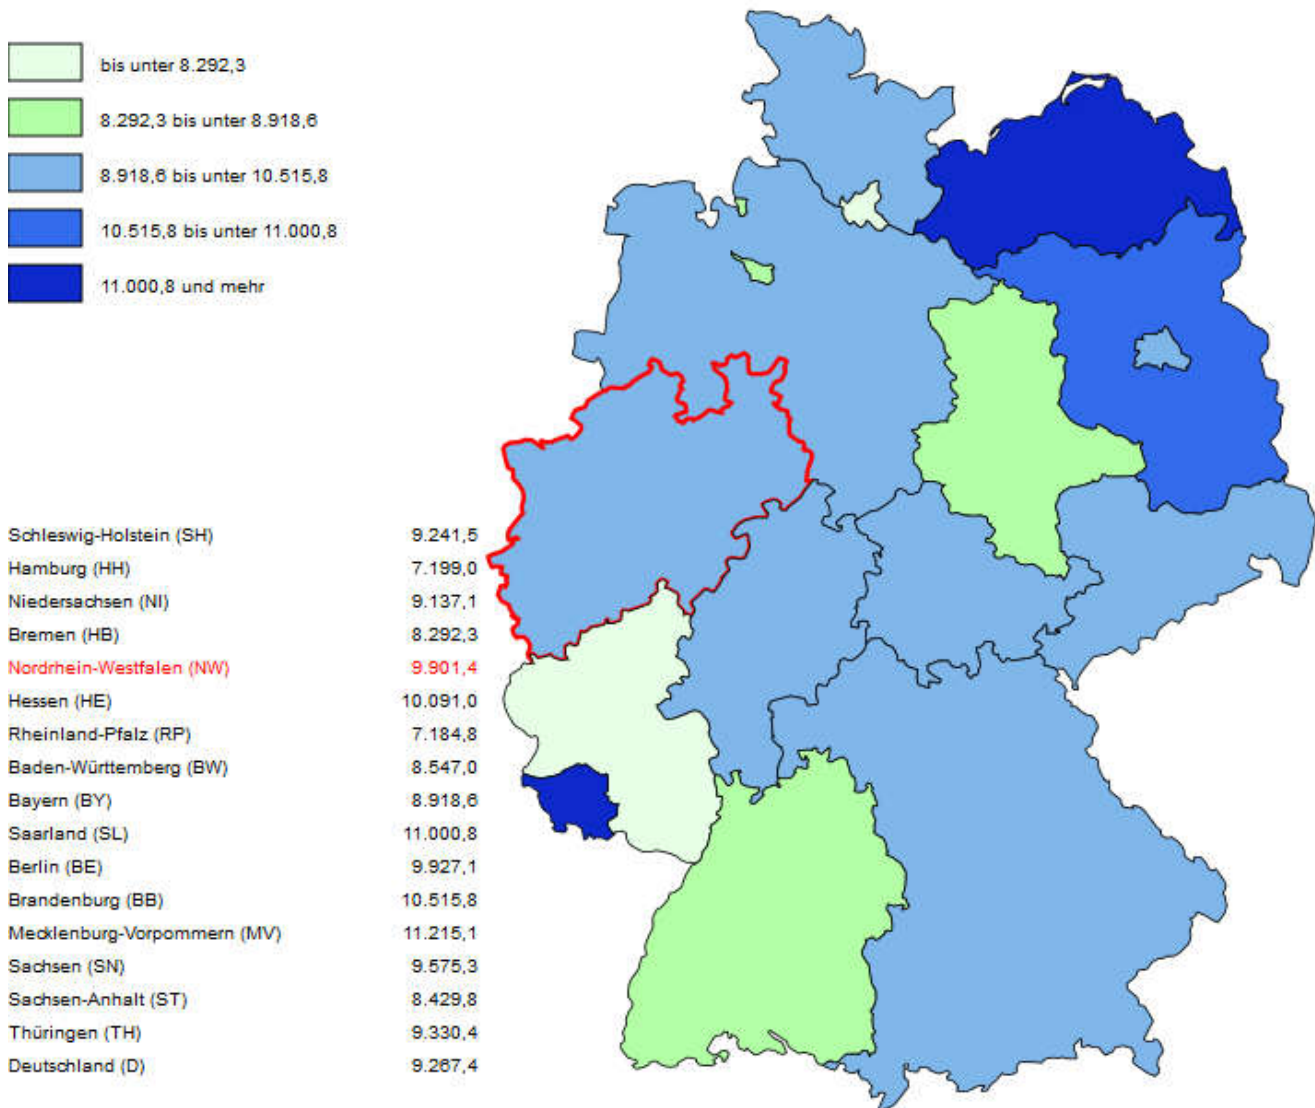 bis unter 8.292,3
8.292,3 bis unter 8.918,6
8.918,6 bis unter 10.515,8
10.515,8 bis unter 11.000,8
11.000,8 und mehr
Schleswig-Holstein (SH) 9.241,5
Hamburg (HH) 7.199,0
Niedersachsen (NI) 9.137,1
Bremen (HB) 8.292,3
Nordrhein-Westfalen (NW) 9.901,4
Hessen (HE) 10.091,0
Rheinland-Pfalz (RP) 7.184,8
Baden-Württemberg (BW) 8.547,0
Bayern (BY) 8.918,6
Saarland (SL) 11.000,8
Berlin (BE) 9.927,1
Brandenburg (BB) 10.515,8
Mecklenburg-Vorpommern (MV) 11.215,1
Sachsen (SN) 9.575,3
Sachsen-Anhalt (ST) 8.429,8
Thüringen (TH) 9.330,4
Deutschland (D) 9.267,4